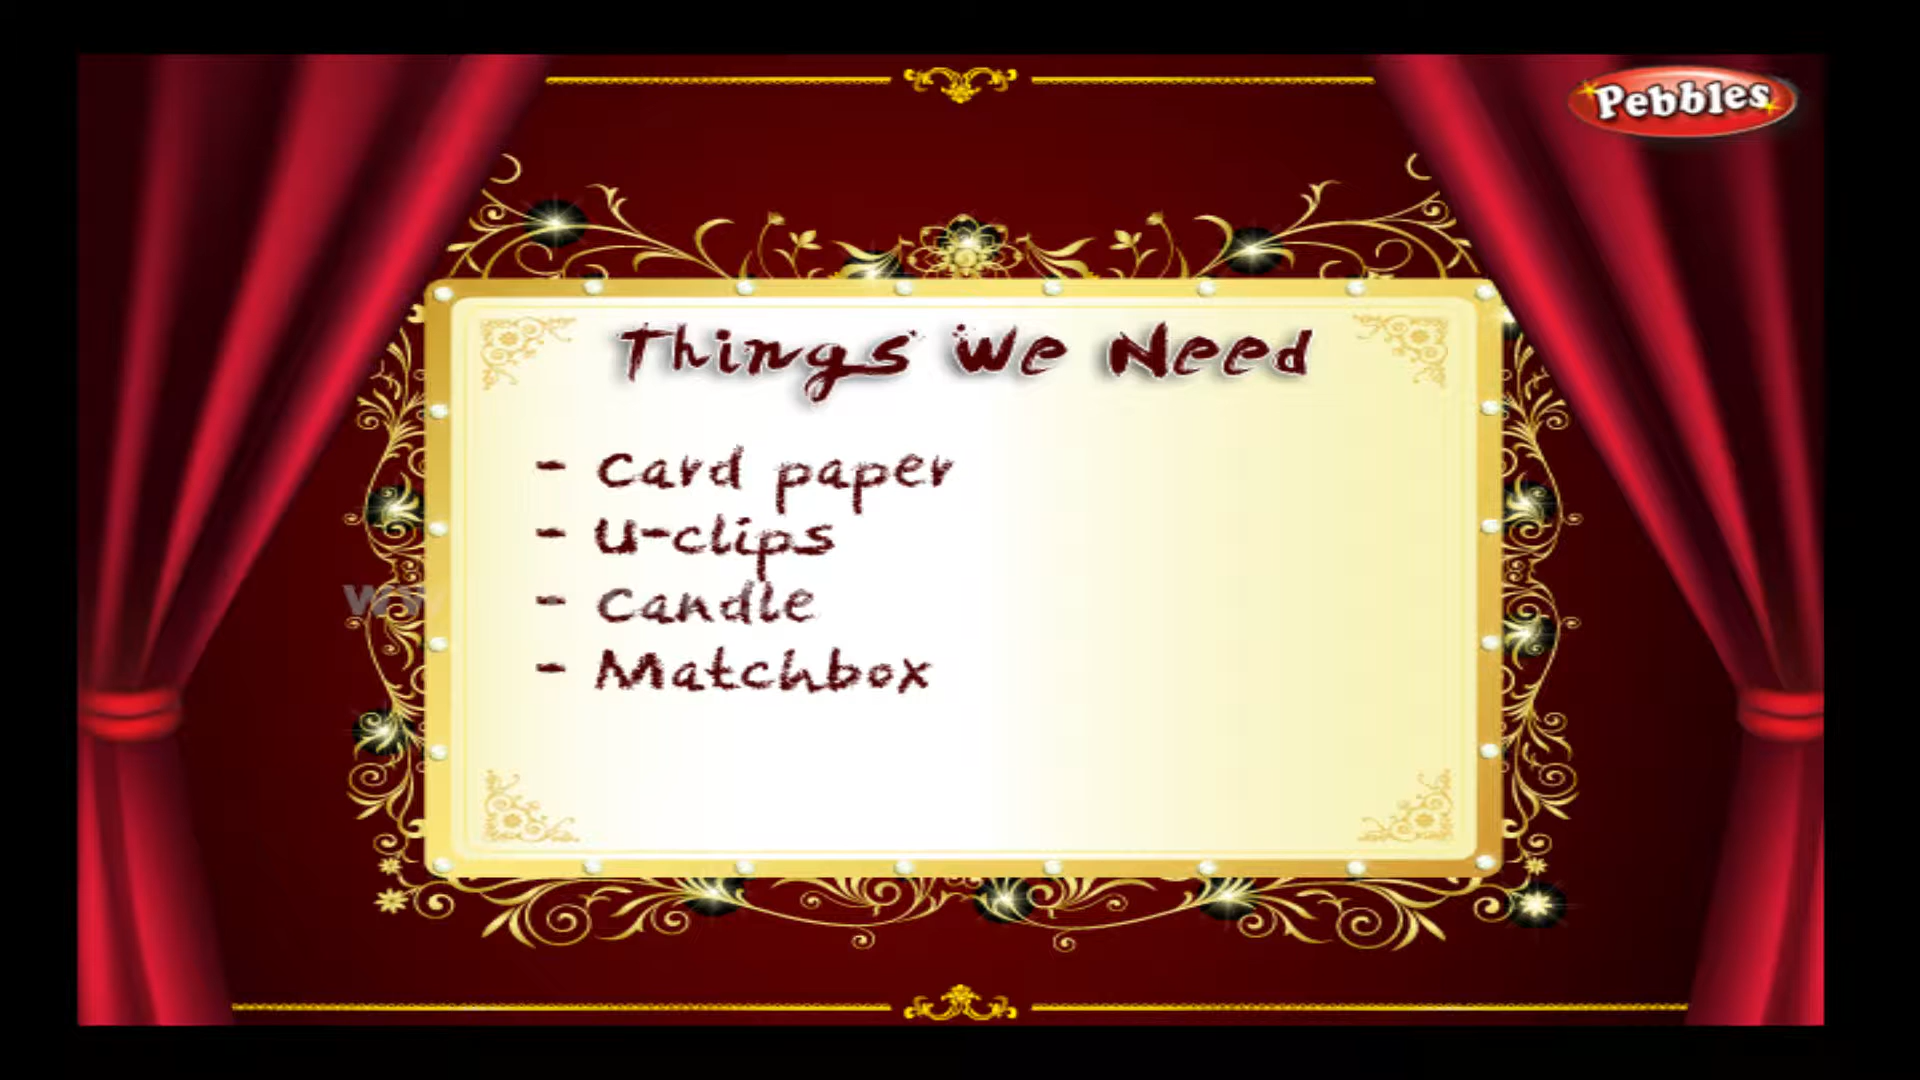 Pebbles
Things We Need
- Card paper
- U-clips
- Candle
- Matchbox